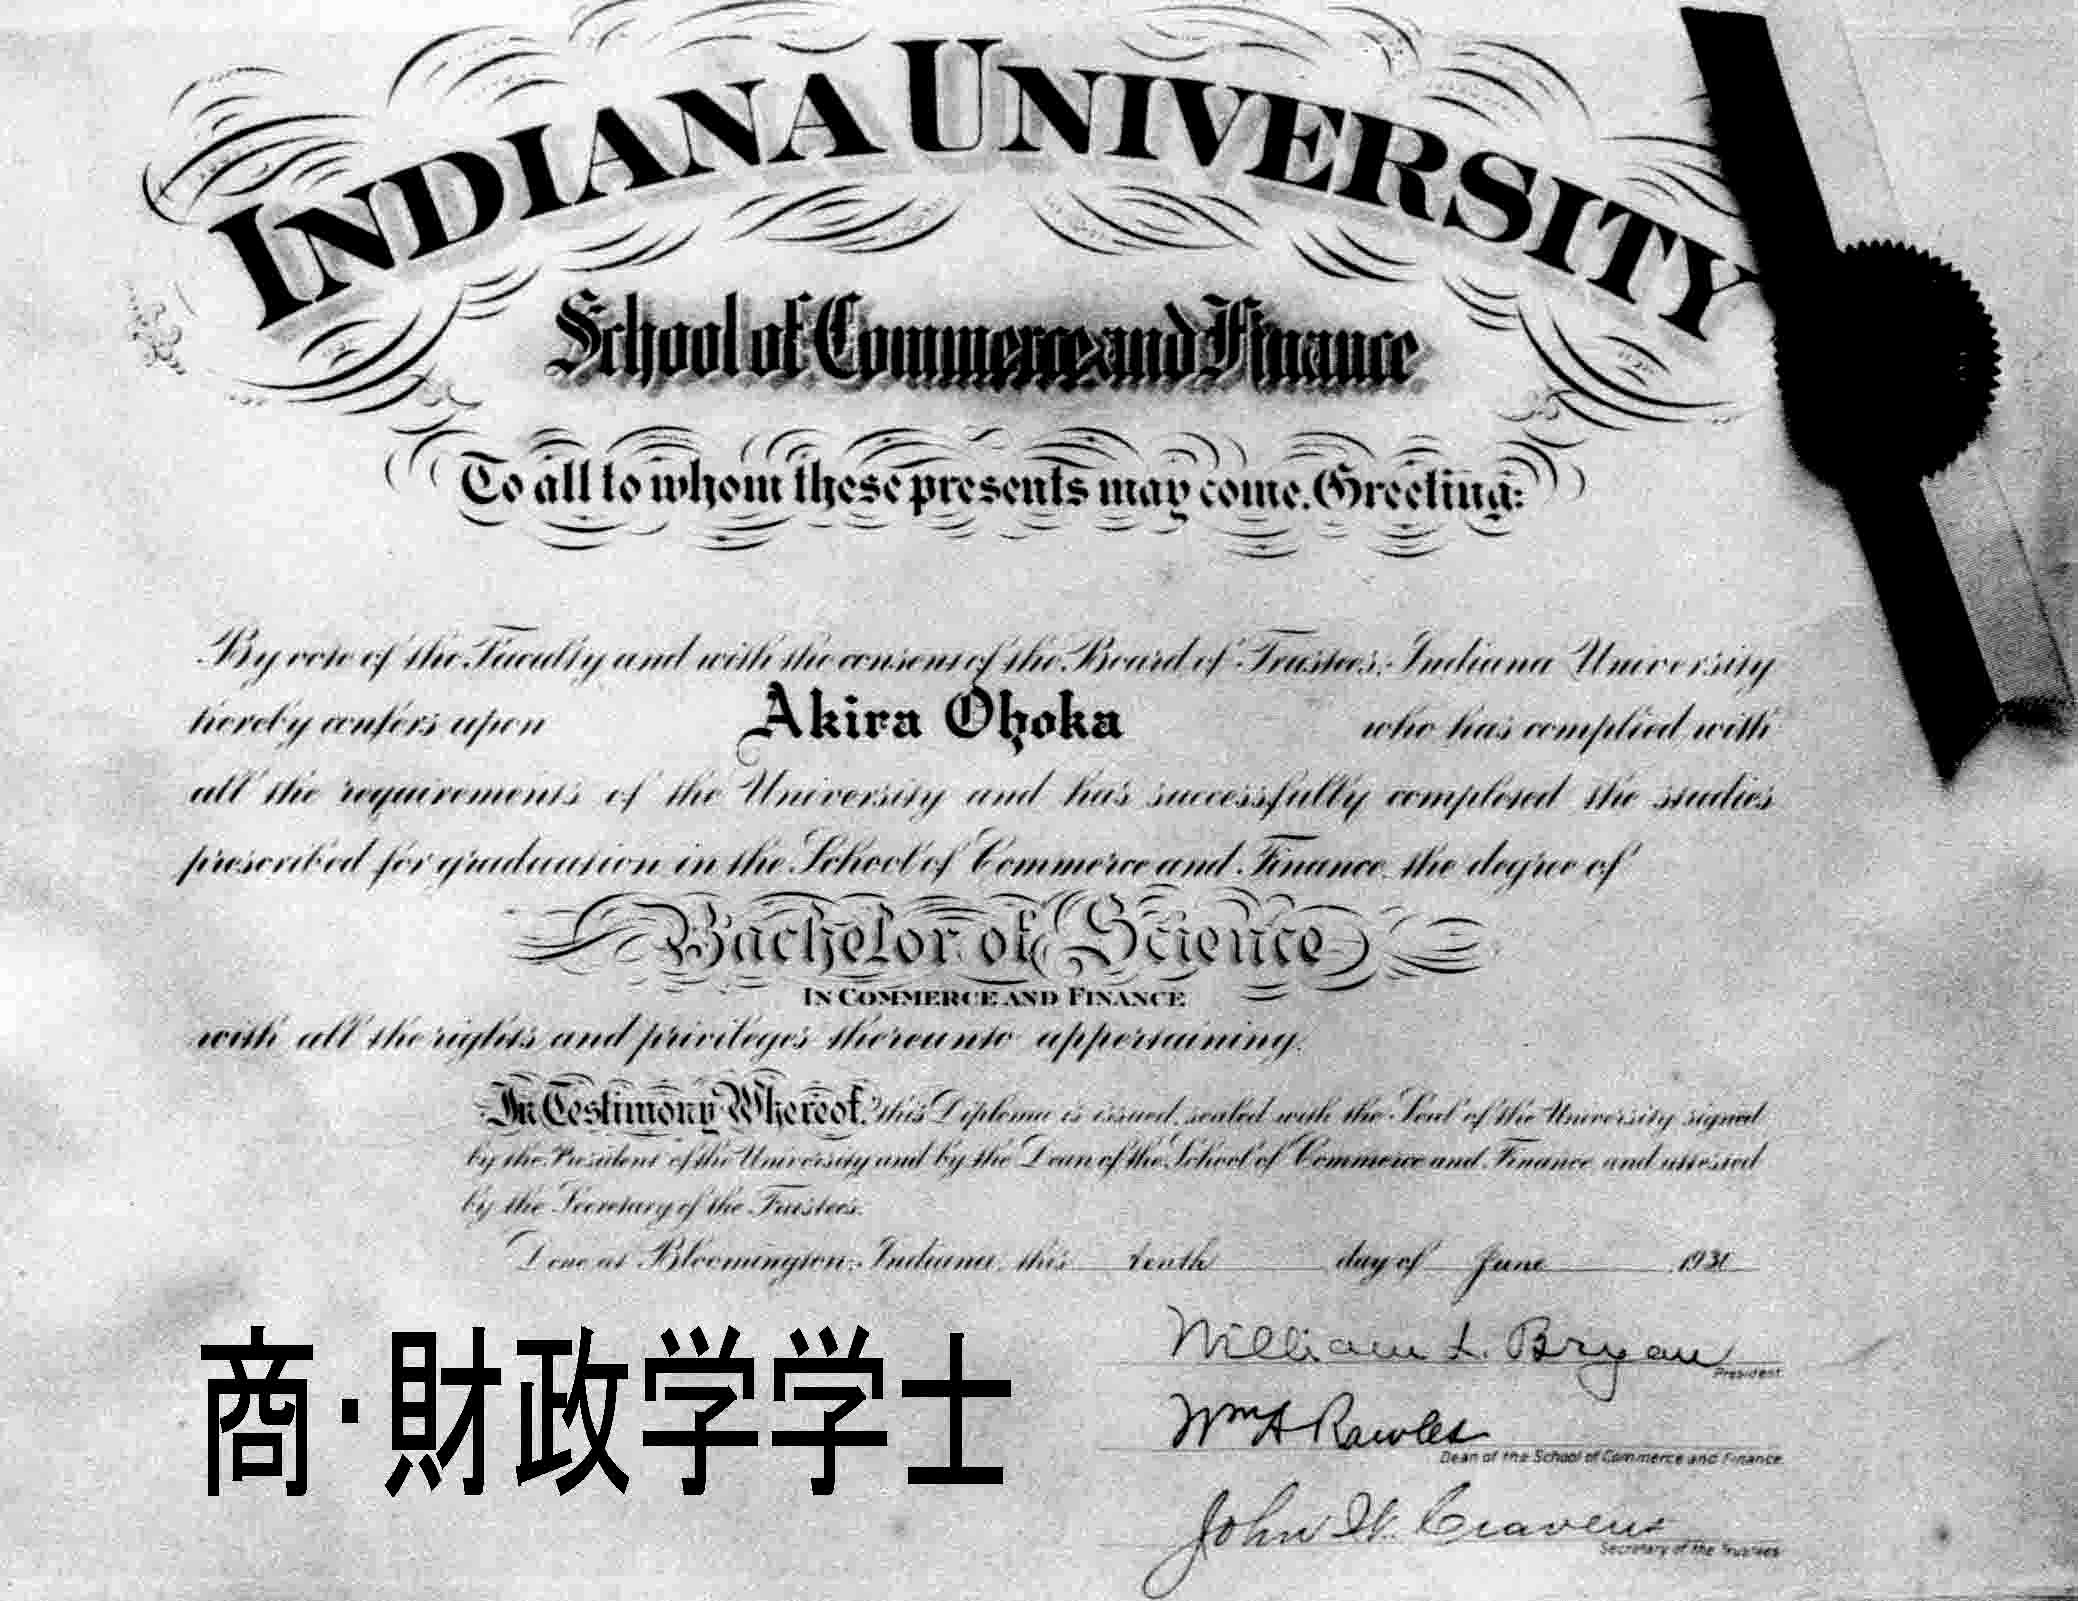 INDIANA UNIVERSITY
School of Commerce and Finance
To all to whom these presents may come, Greeting:
By vote of the Faculty and with the consent of the Board of Trustees, Indiana University
hereby confers upon Akira Ohoka who has complied with
all the requirements of the University and has successfully completed the studies
prescribed for graduation in the School of Commerce and Finance, the degree of
Bachelor of Science
IN COMMERCE AND FINANCE
with all the rights and privileges thereunto appertaining.
In Testimony Whereof, this Diploma is issued, sealed with the Seal of the University signed
by the President of the University and by the Dean of the School of Commerce and Finance and attested
by the Secretary of the Trustees.
Done at Bloomington, Indiana, this tenth day of June 1931
William L. Bryan
President
Wm A Rawles
Dean of the School of Commerce and Finance
John W. Cravens
Secretary of the Trustees
商・財政学学士